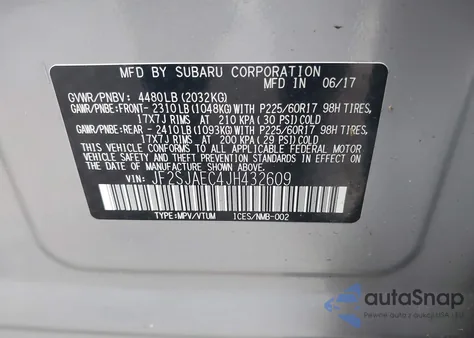 MFD BY SUBARU CORPORATION
MFD IN 06/17
GVWR/PNBV: 4480LB (2032KG)
GAWR/PNBE:FRONT-2310LB(1048KG)WITH P225/60R17 98H TIRES,
17X7J RIMS AT 210 KPA(30 PSI)COLD
GAWR/PNBE:REAR -2410LB(1093KG)WITH P225/60R17 98H TIRES,
17X7J RIMS AT 200 KPA(29 PSI)COLD
THIS VEHICLE CONFORMS TO ALL APPLICABLE FEDERAL
MOTOR VEHICLE SAFETY AND THEFT PREVENTION
STANDARDS IN EFFECT ON THE DATE OF
MANUFACTURE SHOWN ABOVE.
VIN: JF2SJAEC4JH432609
TYPE:MPV/VTUM ICES/NMB-002
autoSnap
Pewne auta z aukcji USA